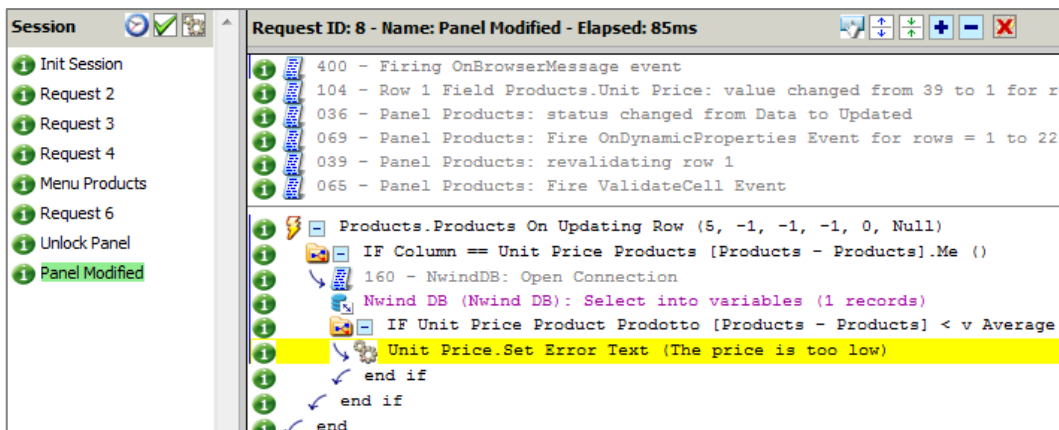 Session
Init Session
Request 2
Request 3
Request 4
Menu Products
Request 6
Unlock Panel
Panel Modified
Request ID: 8 - Name: Panel Modified - Elapsed: 85ms
400 - Firing OnBrowserMessage event
104 - Row 1 Field Products.Unit Price: value changed from 39 to 1 for
036 - Panel Products: status changed from Data to Updated
069 - Panel Products: Fire OnDynamicProperties Event for rows = 1 to 22
039 - Panel Products: revalidating row 1
065 - Panel Products: Fire ValidateCell Event
Products.Products On Updating Row (5, -1, -1, -1, 0, Null)
IF Column == Unit Price Products [Products - Products].Me ()
160 - NwindDB: Open Connection
Nwind DB (Nwind DB): Select into variables (1 records)
IF Unit Price Product Prodotto [Products - Products] < v Average
Unit Price.Set Error Text (The price is too low)
end if
end if
end